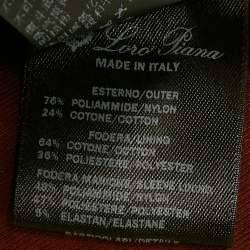 Loro Piana
MADE IN ITALY
ESTERNO/OUTER
76% POLIAMMIDE/NYLON
24% COTONE/COTTON
FODERA/LINING
64% COTONE/COTTON
36% POLIESTERE/POLYESTER
FODERA MANICHE/SLEEVE LINING
48% POLIAMMIDE/NYLON
47% POLIESTERE/POLYESTER
5% ELASTAN/ELASTANE